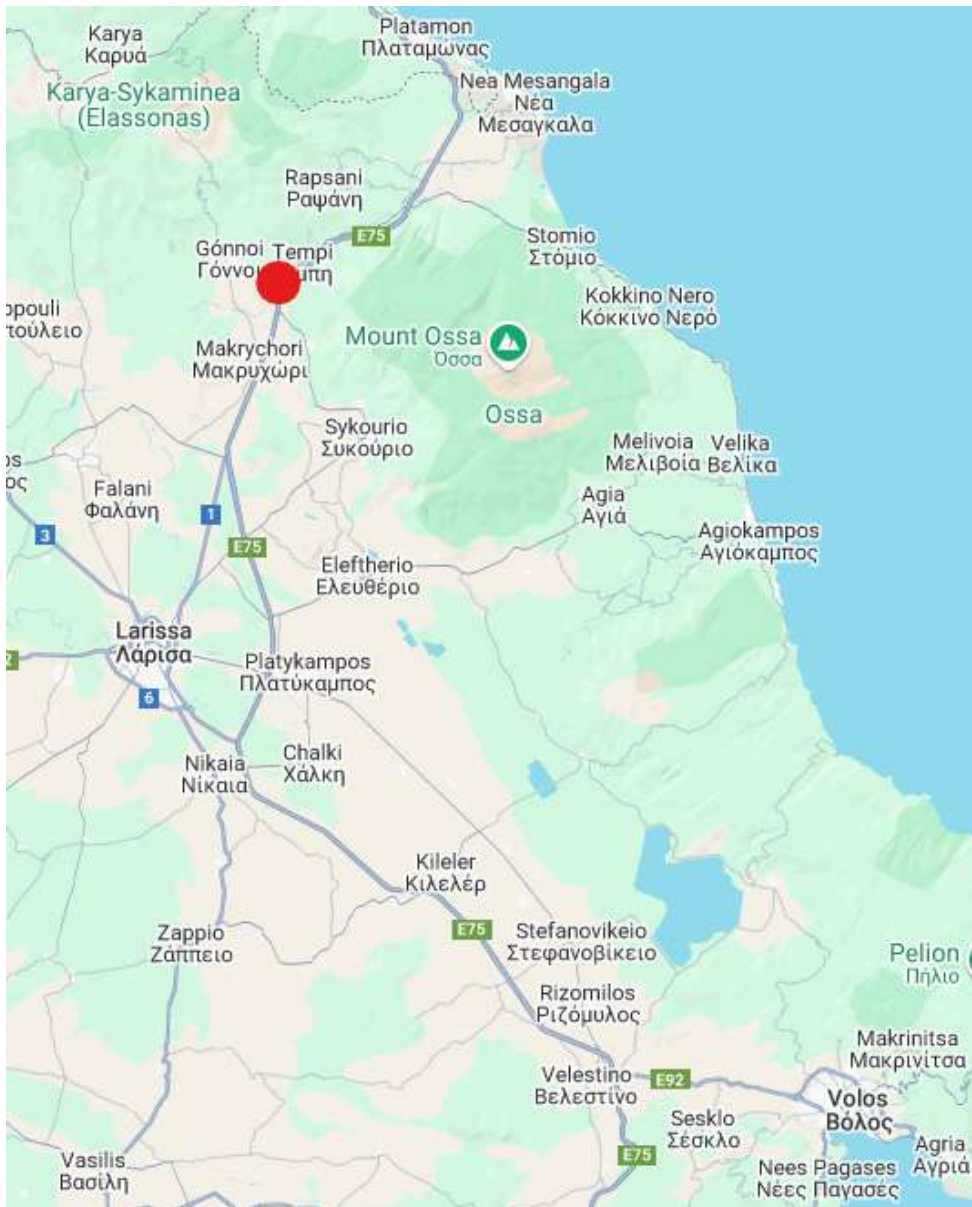 Karya
Καρυά
Platamon
Πλαταμώνας
Karya-Sykaminea
(Elassonas)
Nea Mesangala
Νέα
Μεσαγκαλα
Rapsani
Ραψάνη
E75
Stomio
Στόμιο
Gónnoi
Tempi
Kokkino Nero
Κόκκινο Νερό
Makrychori
Μακρυχώρι
Mount Ossa
Όσσα
Ossa
Sykourio
Συκούριο
Melivoia
Μελιβοία
Velika
Βελίκα
Falani
Φαλάνη
Agia
Αγιά
1
3
E75
Agiokampos
Αγιόκαμπος
Eleftherio
Ελευθέριο
Larissa
Λάρισα
2
6
Platykampos
Πλατύκαμπος
Nikaia
Νίκαια
Chalki
Χάλκη
Kileler
Κιλελέρ
E75
Zappio
Ζάππειο
Stefanovikeio
Στεφανοβίκειο
Pelion
Πήλιο
Rizomilos
Ριζόμυλος
Makrinitsa
Μακρινίτσα
Velestino
Βελεστίνο
E92
Volos
Βόλος
Sesklo
Σέσκλο
E75
Agria
Αγριά
Vasilis
Βασίλη
Nees Pagases
Νέες Παγασές